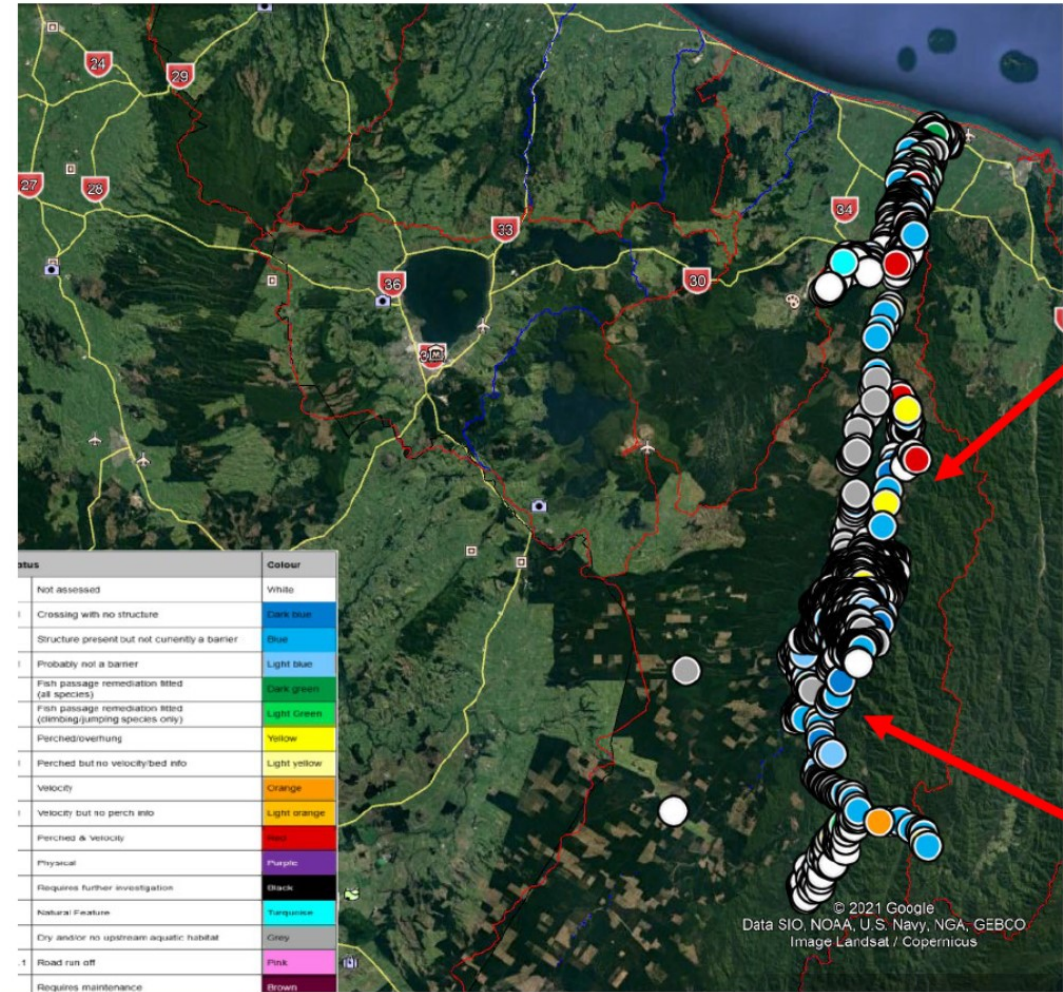 24
29
27
28
34
33
36
30
atus
Colour
Not assessed
White
Crossing with no structure
Dark blue
Structure present but not currently a barrier
Blue
Probably not a barrier
Light blue
Fish passage remediation fitted
(all species)
Dark green
Fish passage remediation fitted
(climbing/jumping species only)
Light Green
Perched/overhung
Yellow
Perched but no velocity/bed info
Light yellow
Velocity
Orange
Velocity but no perch info
Light orange
Perched & Velocity
Red
Physical
Purple
Requires further investigation
Black
Natural Feature
Turquoise
Dry and/or no upstream aquatic habitat
Grey
.1 Road run off
Pink
Requires maintenance
Brown
© 2021 Google
Data SIO, NOAA, U.S. Navy, NGA, GEBCO
Image Landsat / Copernicus